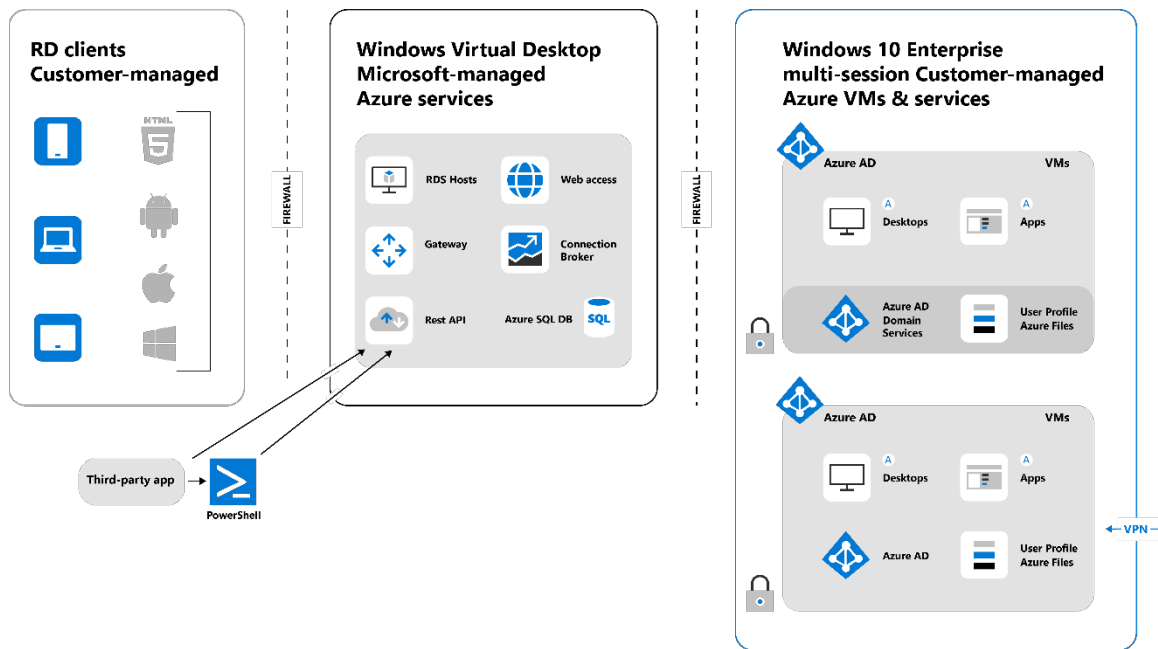 RD clients
Customer-managed
HTML
5
FIREWALL
Windows Virtual Desktop
Microsoft-managed
Azure services
RDS Hosts
Web access
Gateway
Connection
Broker
Rest API
Azure SQL DB
SQL
FIREWALL
Third-party app
PowerShell
Windows 10 Enterprise
multi-session Customer-managed
Azure VMs & services
Azure AD
VMs
A
Desktops
A
Apps
Azure AD
Domain
Services
User Profile
Azure Files
Azure AD
VMs
A
Desktops
A
Apps
Azure AD
User Profile
Azure Files
VPN